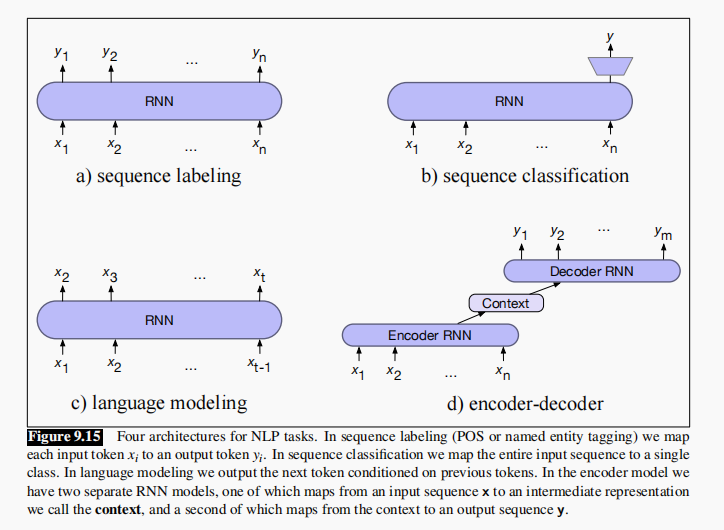 y1 y2 ... yn
RNN
x1 x2 ... xn
a) sequence labeling
y
RNN
x1 x2 ... xn
b) sequence classification
x2 x3 ... xt
RNN
x1 x2 ... xt-1
c) language modeling
y1 y2 ... ym
Decoder RNN
Context
Encoder RNN
x1 x2 ... xn
d) encoder-decoder
Figure 9.15 Four architectures for NLP tasks. In sequence labeling (POS or named entity tagging) we map
each input token xi to an output token yi. In sequence classification we map the entire input sequence to a single
class. In language modeling we output the next token conditioned on previous tokens. In the encoder model we
have two separate RNN models, one of which maps from an input sequence x to an intermediate representation
we call the context, and a second of which maps from the context to an output sequence y.